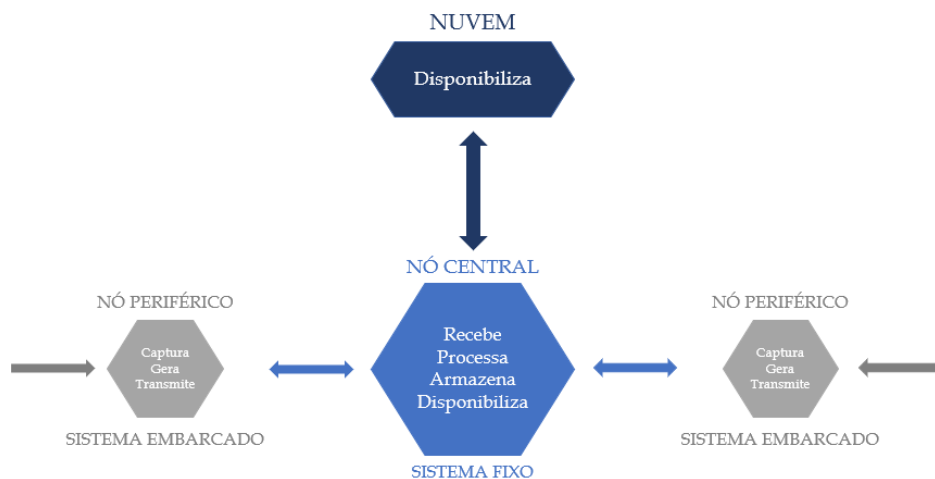 NUVEM
Disponibiliza
NÓ CENTRAL
NÓ PERIFÉRICO
Captura
Gera
Transmite
SISTEMA EMBARCADO
Recebe
Processa
Armazena
Disponibiliza
SISTEMA FIXO
NÓ PERIFÉRICO
Captura
Gera
Transmite
SISTEMA EMBARCADO